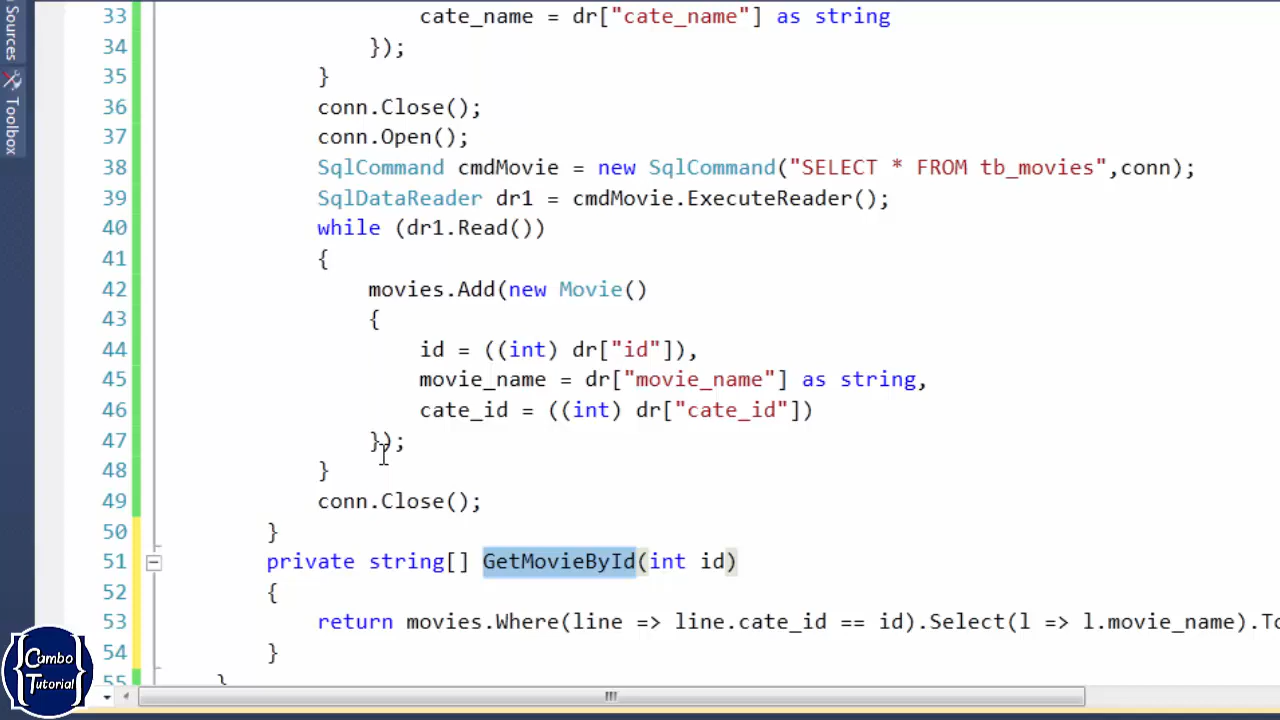 Sources
Toolbox
33 cate_name = dr["cate_name"] as string
34 });
35 }
36 conn.Close();
37 conn.Open();
38 SqlCommand cmdMovie = new SqlCommand("SELECT * FROM tb_movies",conn);
39 SqlDataReader dr1 = cmdMovie.ExecuteReader();
40 while (dr1.Read())
41 {
42 movies.Add(new Movie()
43 {
44 id = ((int) dr["id"]),
45 movie_name = dr["movie_name"] as string,
46 cate_id = ((int) dr["cate_id"])
47 });
48 }
49 conn.Close();
50 }
51 private string[] GetMovieById(int id)
52 {
53 return movies.Where(line => line.cate_id == id).Select(l => l.movie_name).To
54 }
55 }
{Cambo
Tutorial}